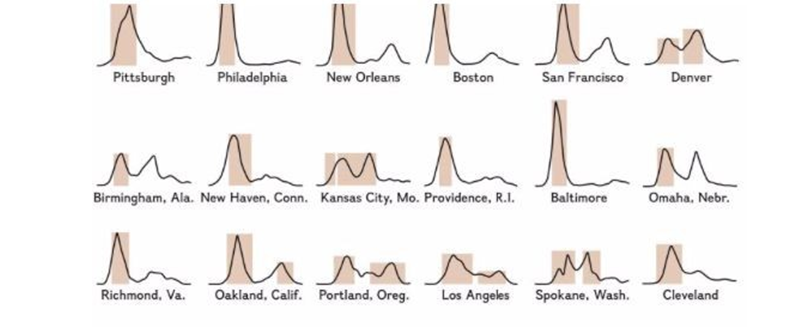 Pittsburgh Philadelphia New Orleans Boston San Francisco Denver
Birmingham, Ala. New Haven, Conn. Kansas City, Mo. Providence, R.I. Baltimore Omaha, Nebr.
Richmond, Va. Oakland, Calif. Portland, Oreg. Los Angeles Spokane, Wash. Cleveland